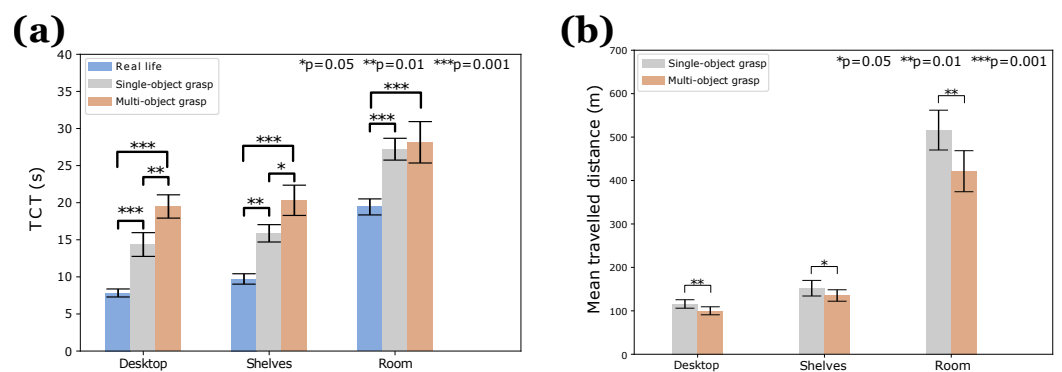 (a)
TCT (s)
40
35
30
25
20
15
10
5
0
Real life
Single-object grasp
Multi-object grasp
*p=0.05 **p=0.01 ***p=0.001
***
***
**
***
**
*
***
***
Desktop
Shelves
Room
(b)
Mean travelled distance (m)
700
600
500
400
300
200
100
0
Single-object grasp
Multi-object grasp
*p=0.05 **p=0.01 ***p=0.001
**
*
**
Desktop
Shelves
Room